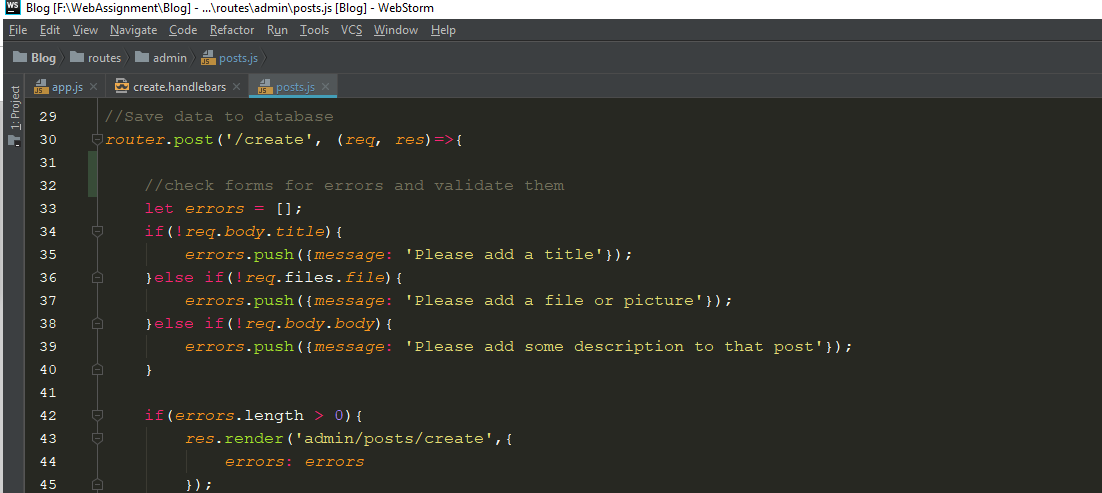 WS Blog [F:\WebAssignment\Blog] - ...\routes\admin\posts.js [Blog] - WebStorm
File Edit View Navigate Code Refactor Run Tools VCS Window Help
Blog routes admin posts.js
app.js × create.handlebars × posts.js ×
1: Project
29 //Save data to database
30 router.post('/create', (req, res)=>{
31
32 //check forms for errors and validate them
33 let errors = [];
34 if(!req.body.title){
35 errors.push({message: 'Please add a title'});
36 }else if(!req.files.file){
37 errors.push({message: 'Please add a file or picture'});
38 }else if(!req.body.body){
39 errors.push({message: 'Please add some description to that post'});
40 }
41
42 if(errors.length > 0){
43 res.render('admin/posts/create',{
44 errors: errors
45 });